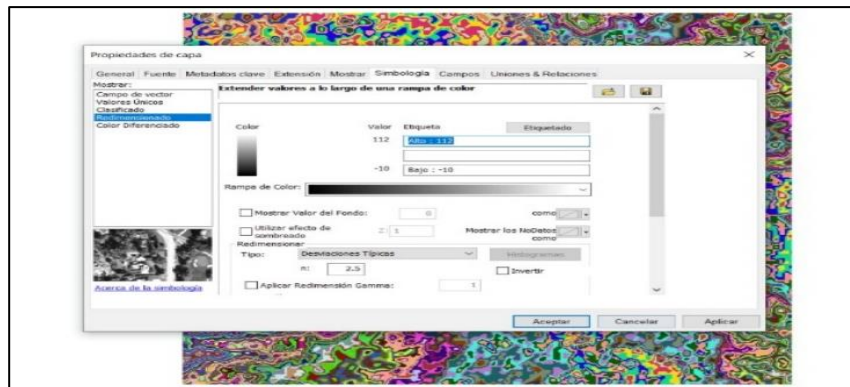 Propiedades de capa
General Fuente Metadatos clave Extensión Mostrar Simbología Campos Uniones & Relaciones
Mostrar:
Campo de vector
Valores Únicos
Clasificado
Redimensionado
Color Diferenciado
Acerca de la simbología
Extender valores a lo largo de una rampa de color
Color Valor Etiqueta Etiquetado
112 Alto : 112
-10 Bajo : -10
Rampa de Color:
Mostrar Valor del Fondo: 0 como
Utilizar efecto de sombreado Z: 1 Mostrar los NoDatos como
Redimensionar
Tipo: Desviaciones Típicas Histogramas
n: 2.5 Invertir
Aplicar Redimensión Gamma: 1
Aceptar Cancelar Aplicar